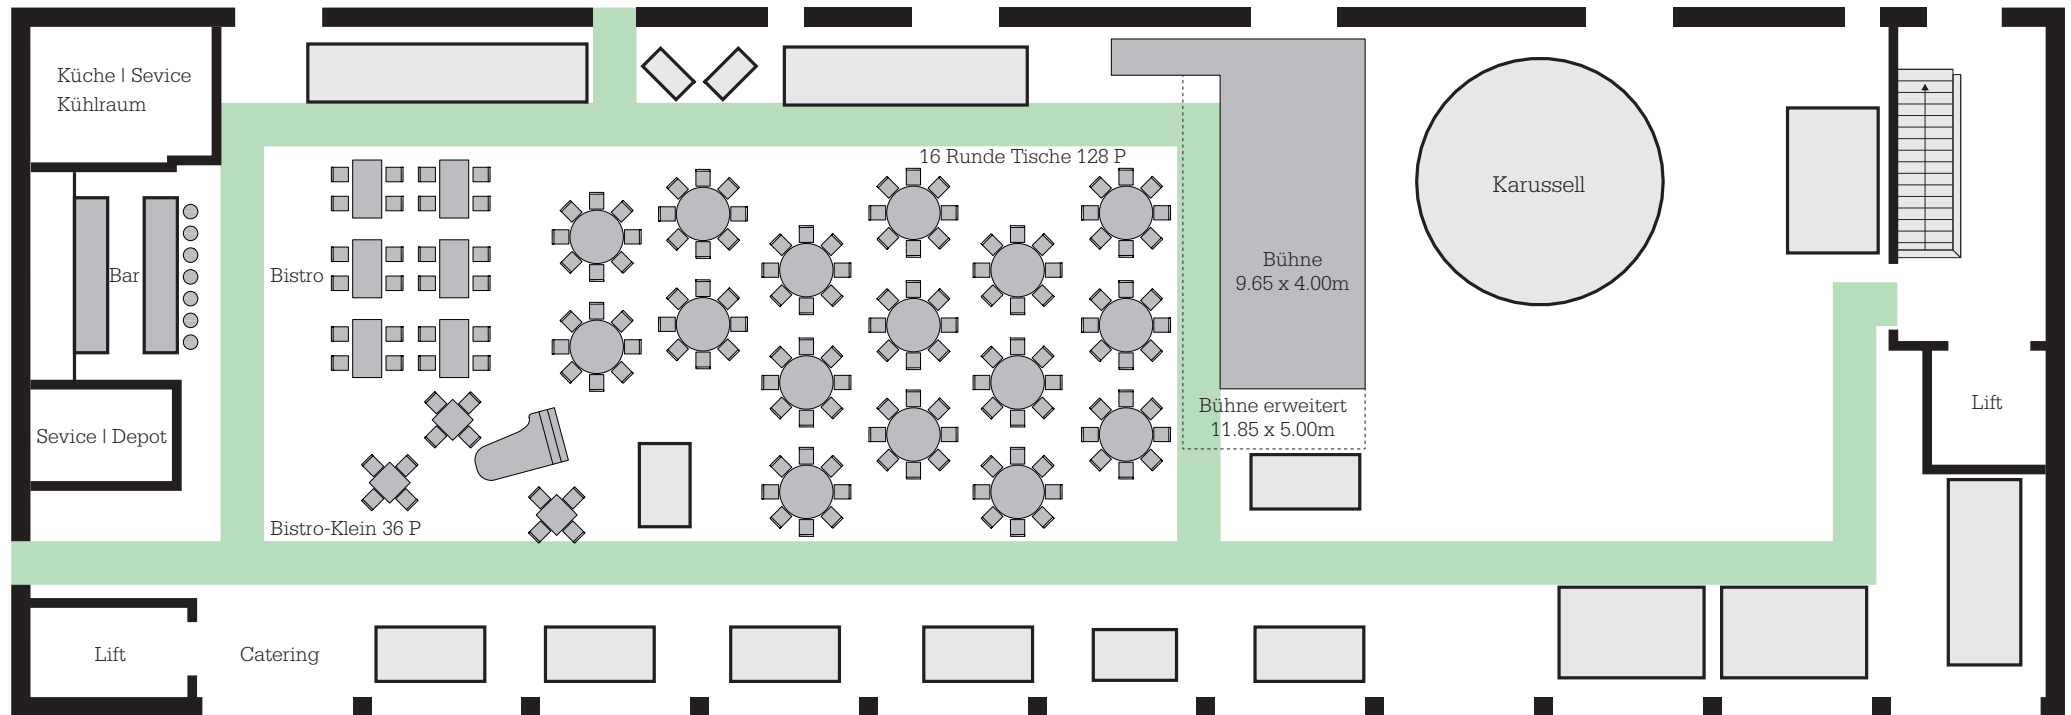 Küche | Sevice
Kühlraum
16 Runde Tische 128 P
Karussell
Bar
Bistro
Bühne
9.65 x 4.00m
Bühne erweitert
11.85 x 5.00m
Lift
Sevice | Depot
Bistro-Klein 36 P
Lift
Catering